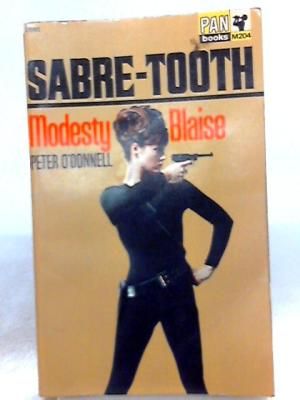 PAN
books M204
SABRE-TOOTH
Modesty Blaise
PETER O'DONNELL